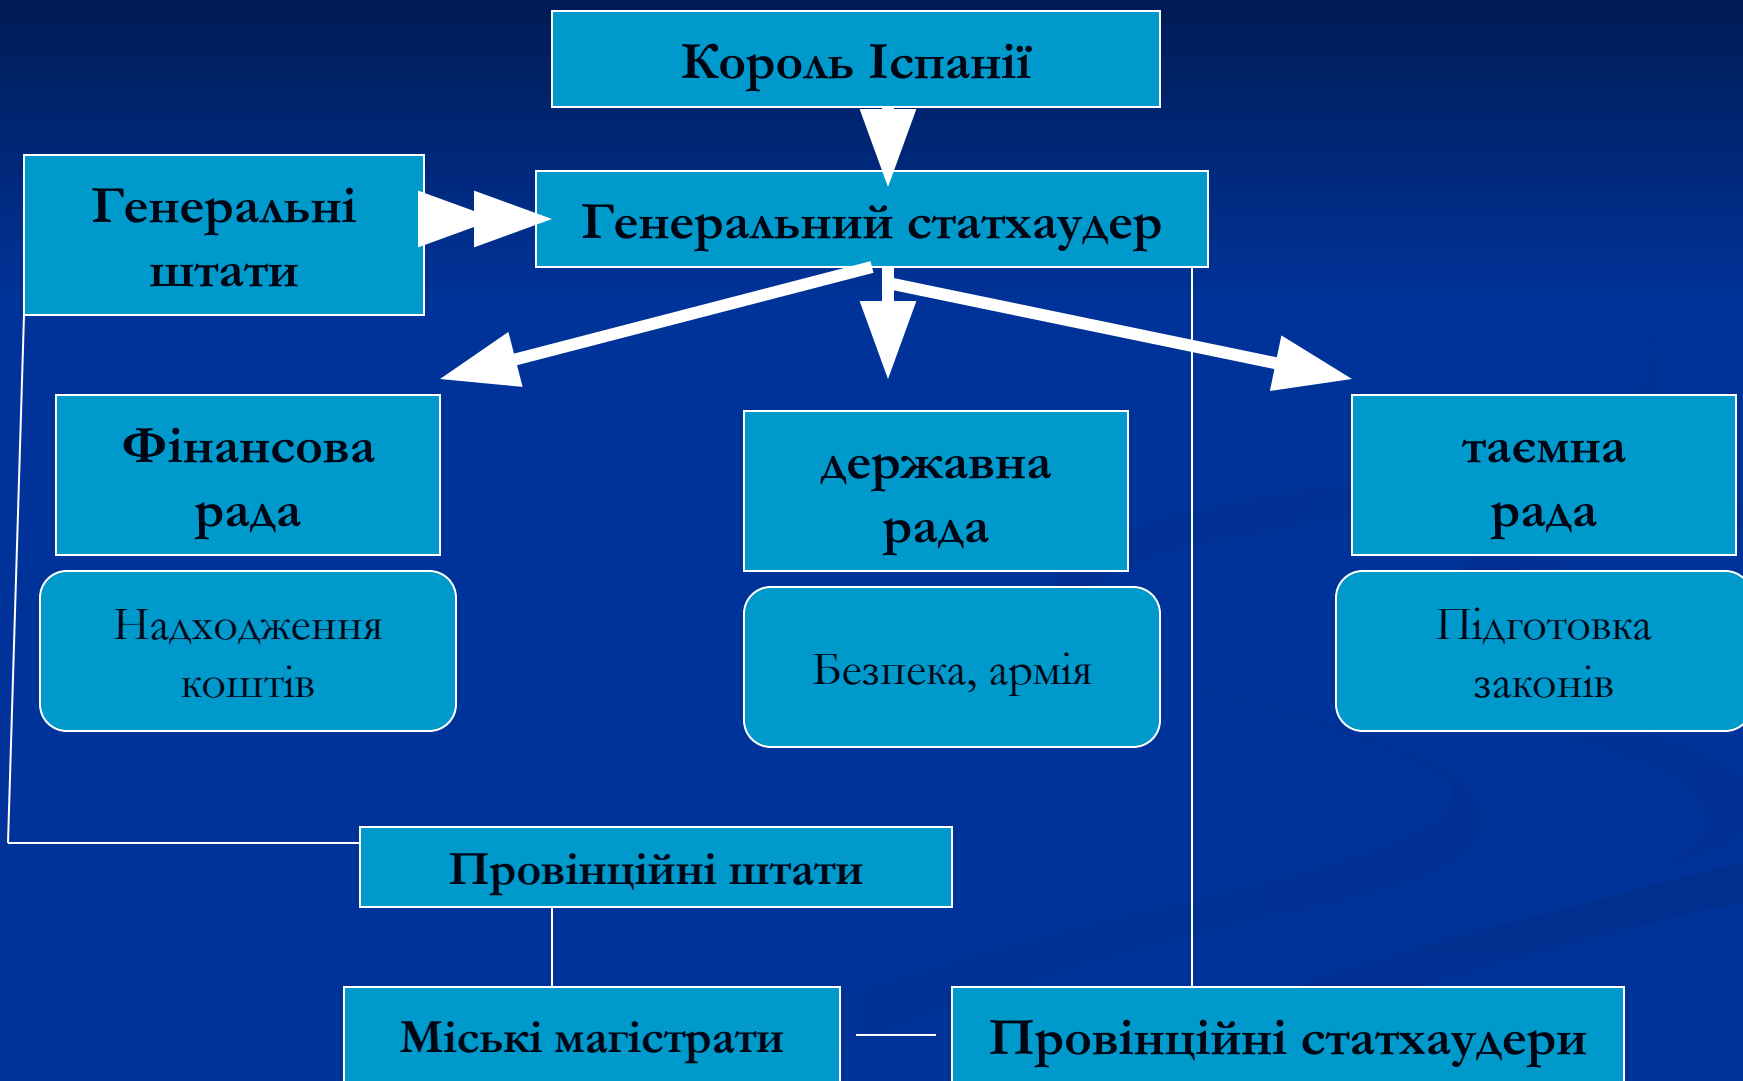 Король Іспанії
Генеральні
штати
Генеральний статхаудер
Фінансова
рада
державна
рада
таємна
рада
Надходження
коштів
Безпека, армія
Підготовка
законів
Провінційні штати
Міські магістрати
Провінційні статхаудери